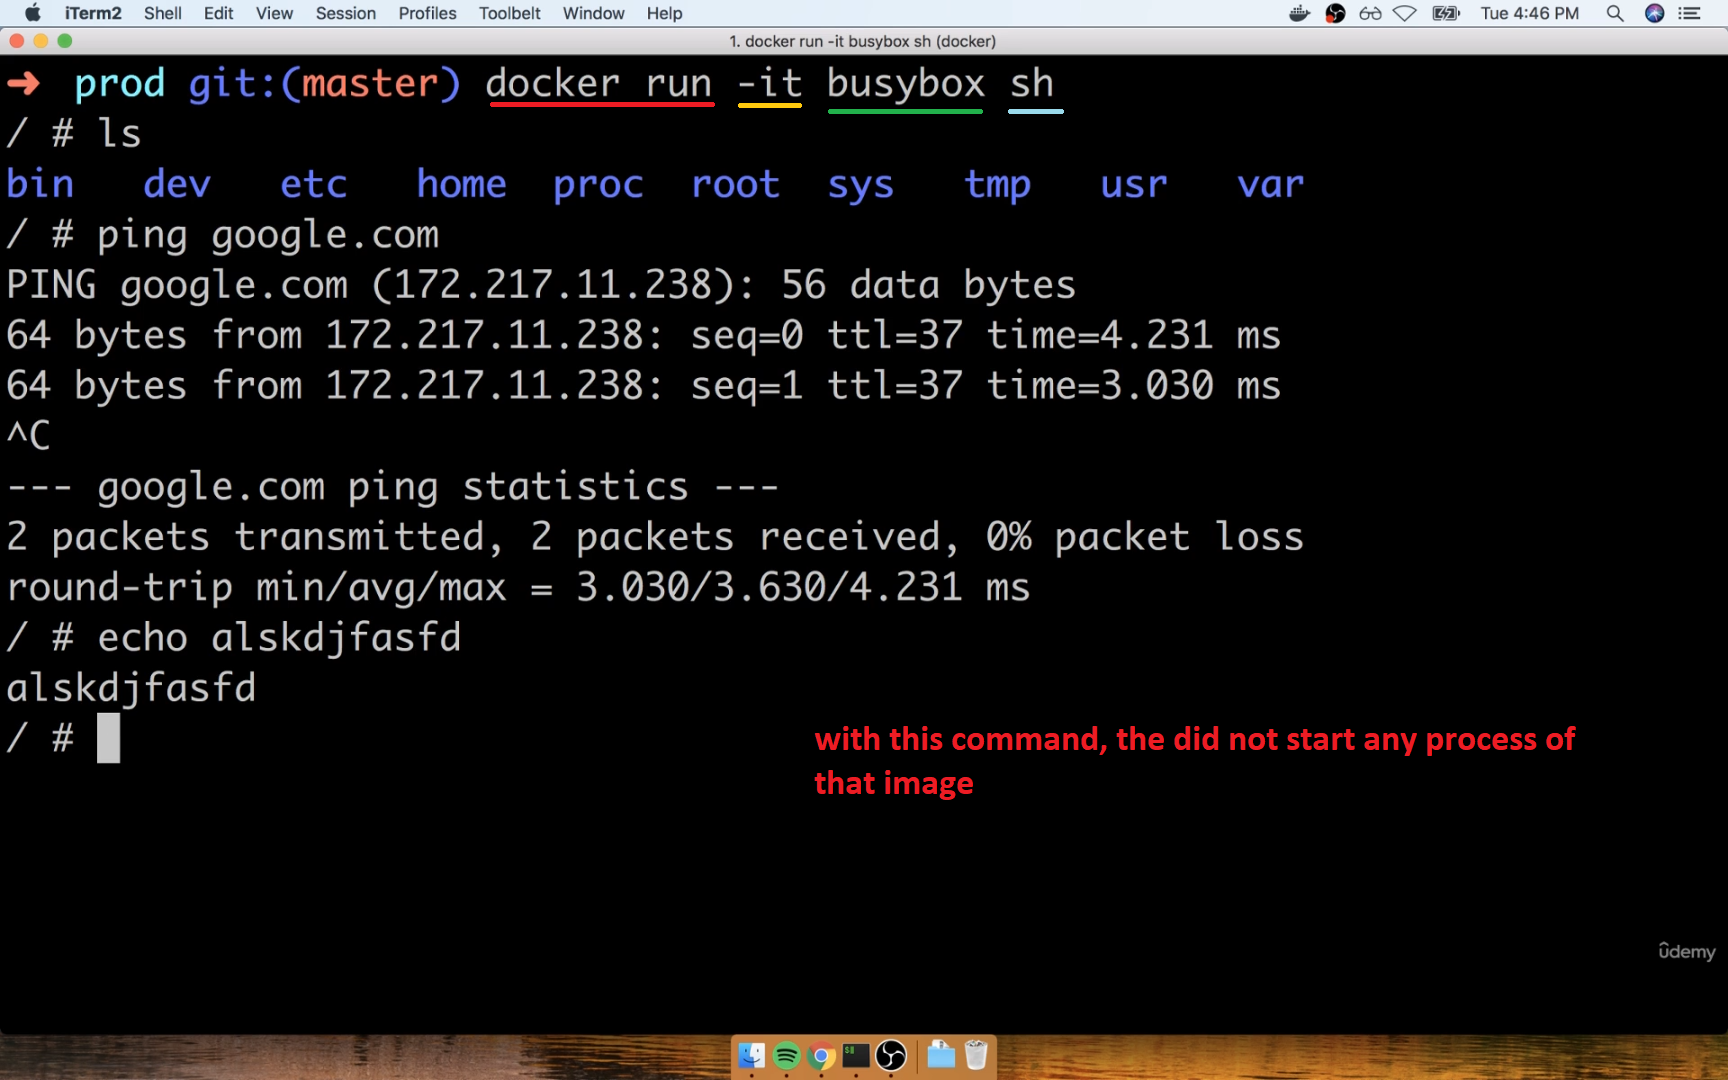 iTerm2 Shell Edit View Session Profiles Toolbelt Window Help Tue 4:46 PM
1. docker run -it busybox sh (docker)
➜ prod git:(master) docker run -it busybox sh
/ # ls
bin dev etc home proc root sys tmp usr var
/ # ping google.com
PING google.com (172.217.11.238): 56 data bytes
64 bytes from 172.217.11.238: seq=0 ttl=37 time=4.231 ms
64 bytes from 172.217.11.238: seq=1 ttl=37 time=3.030 ms
^C
--- google.com ping statistics ---
2 packets transmitted, 2 packets received, 0% packet loss
round-trip min/avg/max = 3.030/3.630/4.231 ms
/ # echo alskdjfasfd
alskdjfasfd
/ #
with this command, the did not start any process of
that image
ûdemy